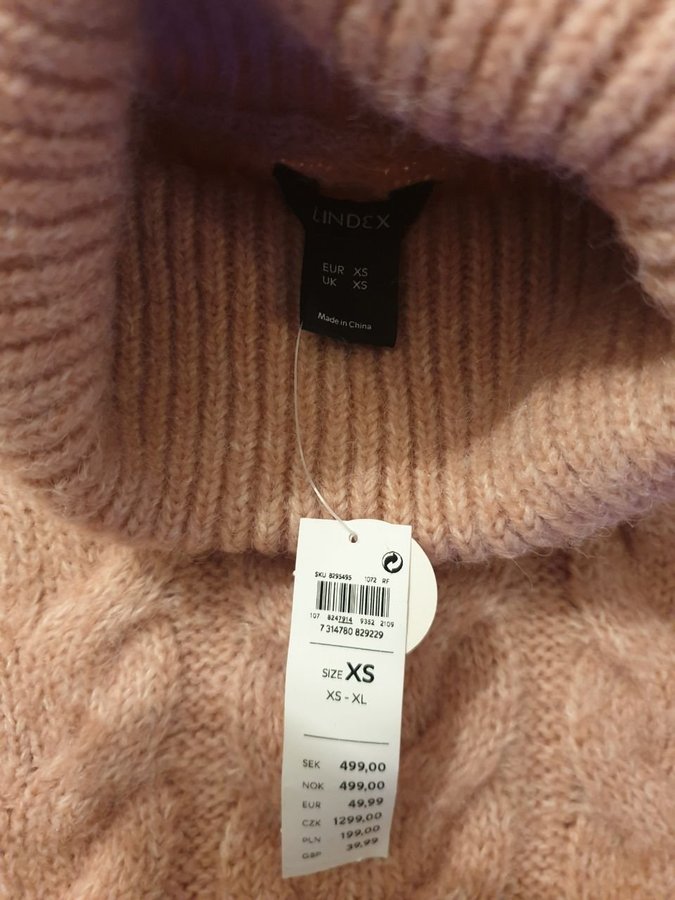 LINDEX
EUR XS
UK XS
Made in China
SKU 8295495 1072 RF
107 8247914 9352 2109
7 314780 829229
SIZE XS
XS - XL
SEK 499,00
NOK 499,00
EUR 49,99
CZK 1299,00
PLN 199,00
GBP 39,99